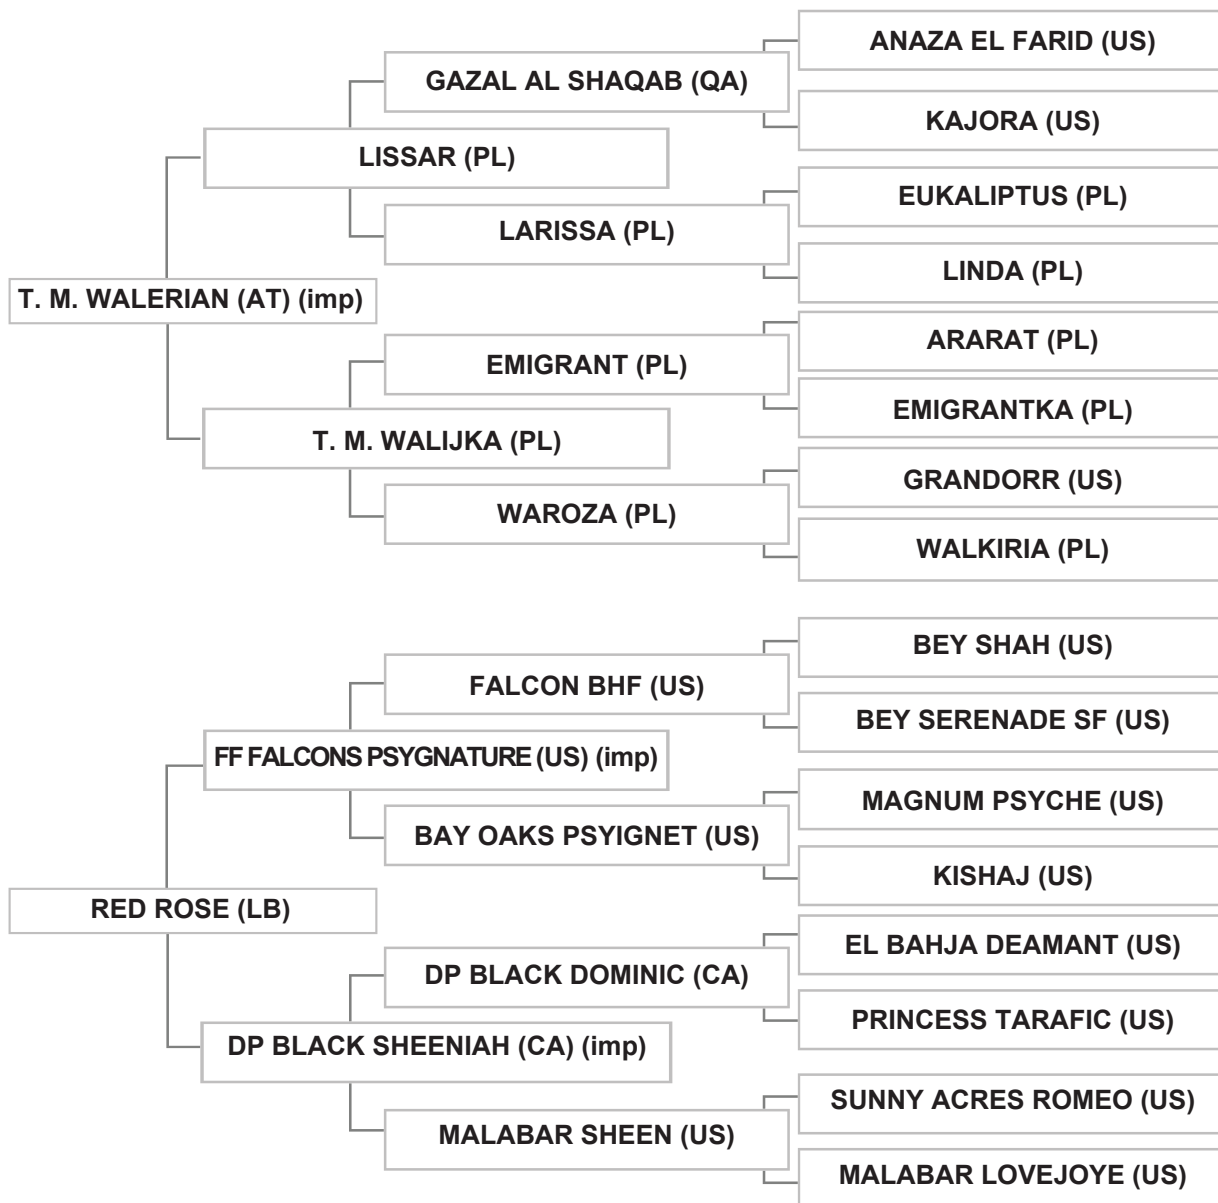 ANAZA EL FARID (US)
GAZAL AL SHAQAB (QA)
KAJORA (US)
LISSAR (PL)
EUKALIPTUS (PL)
LARISSA (PL)
LINDA (PL)
T. M. WALERIAN (AT) (imp)
ARARAT (PL)
EMIGRANT (PL)
EMIGRANTKA (PL)
T. M. WALIJKA (PL)
GRANDORR (US)
WAROZA (PL)
WALKIRIA (PL)
BEY SHAH (US)
FALCON BHF (US)
BEY SERENADE SF (US)
FF FALCONS PSYGNATURE (US) (imp)
MAGNUM PSYCHE (US)
BAY OAKS PSYIGNET (US)
KISHAJ (US)
RED ROSE (LB)
EL BAHJA DEAMANT (US)
DP BLACK DOMINIC (CA)
PRINCESS TARAFIC (US)
DP BLACK SHEENIAH (CA) (imp)
SUNNY ACRES ROMEO (US)
MALABAR SHEEN (US)
MALABAR LOVEJOYE (US)